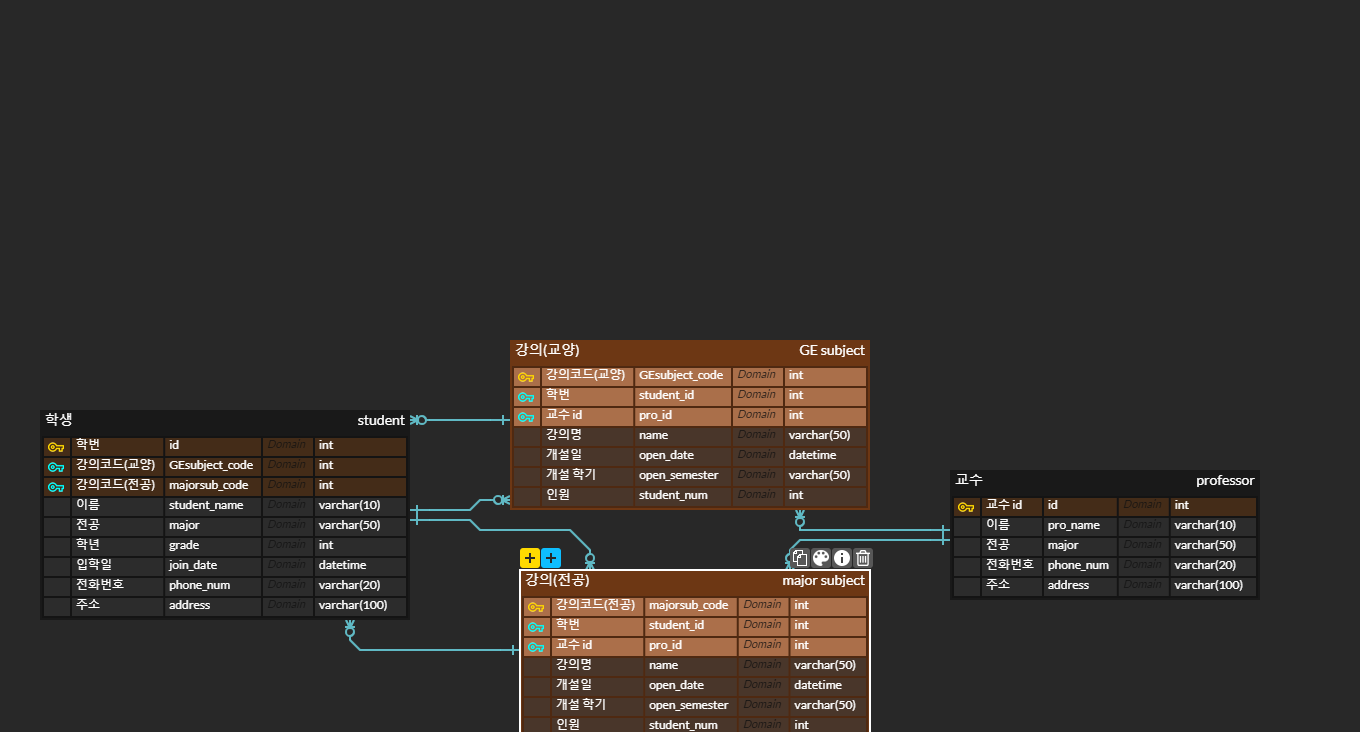 강의(교양) GE subject
강의코드(교양) GEsubject_code Domain int
학번 student_id Domain int
교수 id pro_id Domain int
강의명 name Domain varchar(50)
개설일 open_date Domain datetime
개설 학기 open_semester Domain varchar(50)
인원 student_num Domain int
학생 student
학번 id Domain int
강의코드(교양) GEsubject_code Domain int
강의코드(전공) majorsub_code Domain int
이름 student_name Domain varchar(10)
전공 major Domain varchar(50)
학년 grade Domain int
입학일 join_date Domain datetime
전화번호 phone_num Domain varchar(20)
주소 address Domain varchar(100)
교수 professor
교수 id id Domain int
이름 pro_name Domain varchar(10)
전공 major Domain varchar(50)
전화번호 phone_num Domain varchar(20)
주소 address Domain varchar(100)
강의(전공) major subject
강의코드(전공) majorsub_code Domain int
학번 student_id Domain int
교수 id pro_id Domain int
강의명 name Domain varchar(50)
개설일 open_date Domain datetime
개설 학기 open_semester Domain varchar(50)
인원 student_num Domain int